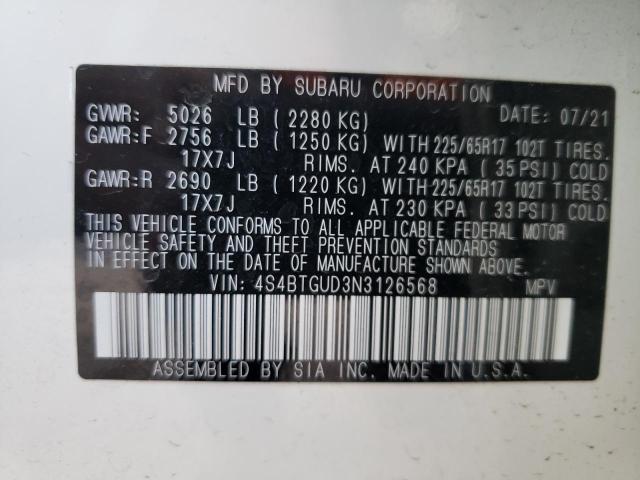 MFD BY SUBARU CORPORATION
GVWR: 5026 LB (2280 KG) DATE: 07/21
GAWR:F 2756 LB (1250 KG) WITH 225/65R17 102T TIRES.
17X7J RIMS. AT 240 KPA (35 PSI) COLD
GAWR:R 2690 LB (1220 KG) WITH 225/65R17 102T TIRES.
17X7J RIMS. AT 230 KPA (33 PSI) COLD
THIS VEHICLE CONFORMS TO ALL APPLICABLE FEDERAL MOTOR
VEHICLE SAFETY AND THEFT PREVENTION STANDARDS
IN EFFECT ON THE DATE OF MANUFACTURE SHOWN ABOVE.
VIN: 4S4BTGUD3N3126568 MPV
ASSEMBLED BY SIA INC. MADE IN U.S.A.